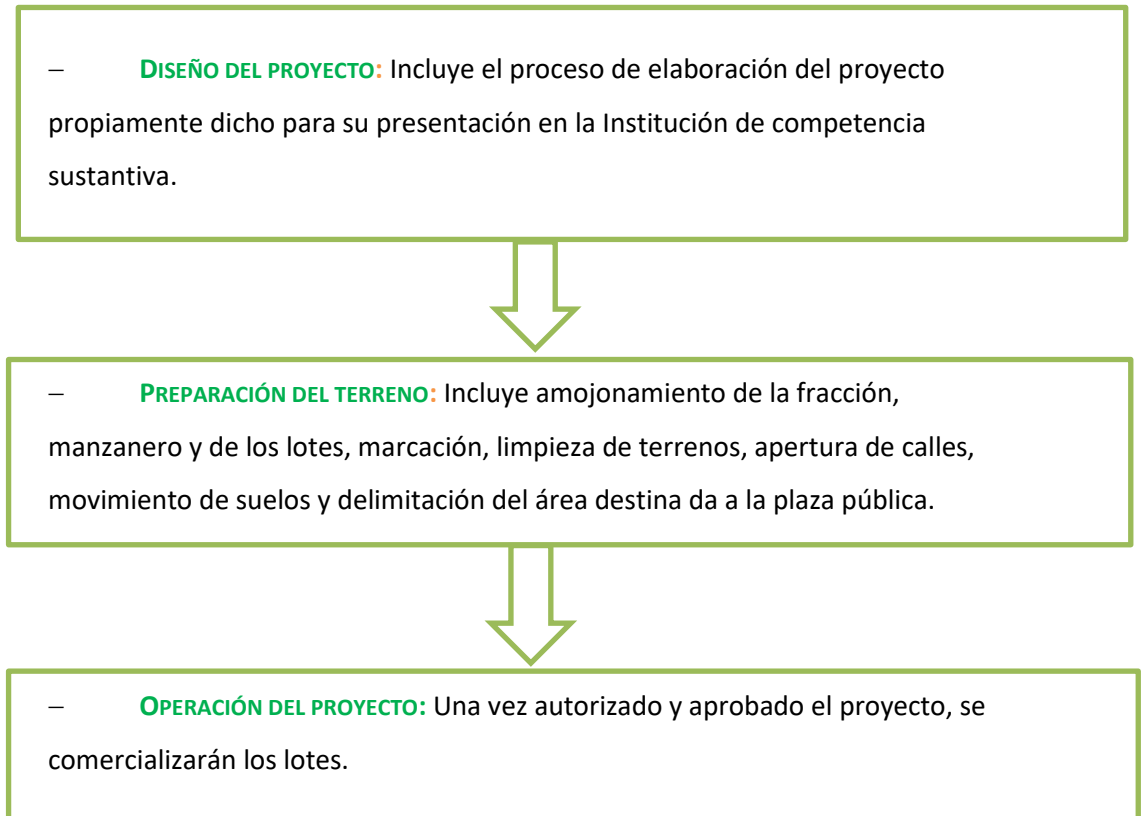 – DISEÑO DEL PROYECTO: Incluye el proceso de elaboración del proyecto
propiamente dicho para su presentación en la Institución de competencia
sustantiva.
– PREPARACIÓN DEL TERRENO: Incluye amojonamiento de la fracción,
manzanero y de los lotes, marcación, limpieza de terrenos, apertura de calles,
movimiento de suelos y delimitación del área destina da a la plaza pública.
– OPERACIÓN DEL PROYECTO: Una vez autorizado y aprobado el proyecto, se
comercializarán los lotes.